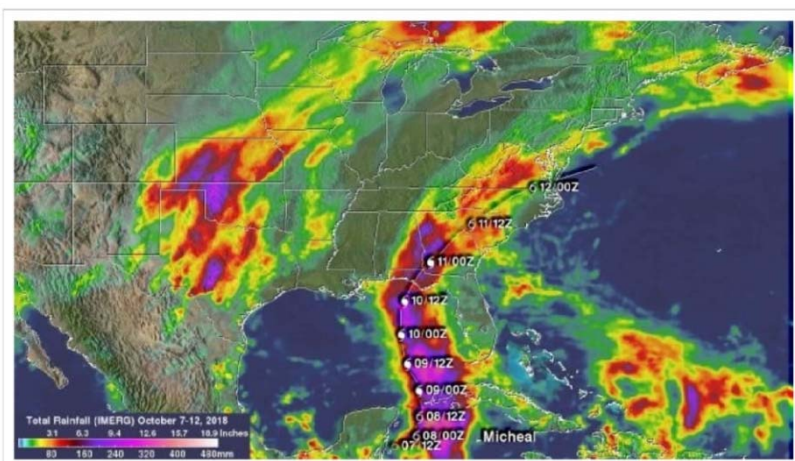 12/00Z
11/12Z
11/00Z
10/12Z
10/00Z
09/12Z
09/00Z
08/12Z
08/00Z
07/12Z
Micheal
Total Rainfall (IMERG) October 7-12, 2018
3.1 6.3 9.4 12.6 15.7 18.9 inches
80 160 240 320 400 480mm